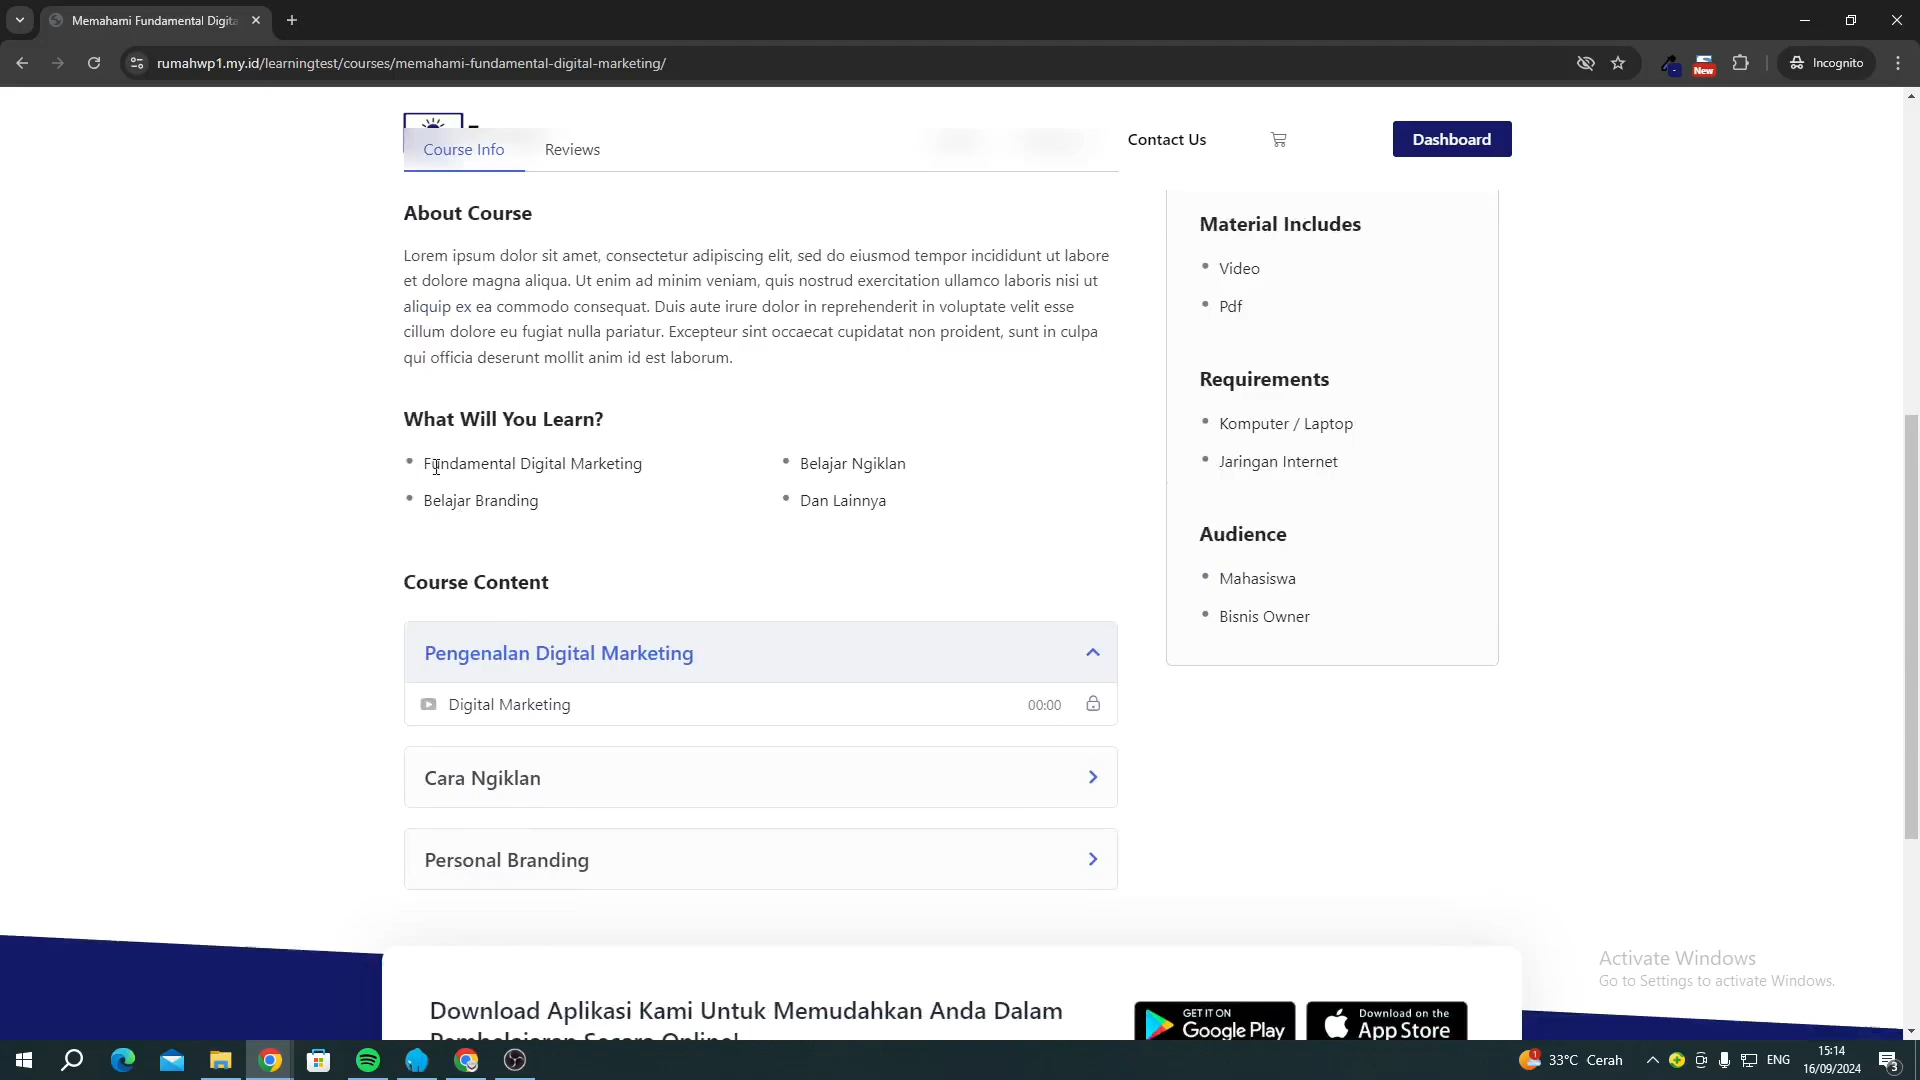 Memahami Fundamental Digita
rumahwp1.my.id/learningtest/courses/memahami-fundamental-digital-marketing/
New
Incognito
Course Info
Reviews
Contact Us
Dashboard
About Course
Lorem ipsum dolor sit amet, consectetur adipiscing elit, sed do eiusmod tempor incididunt ut labore
et dolore magna aliqua. Ut enim ad minim veniam, quis nostrud exercitation ullamco laboris nisi ut
aliquip ex ea commodo consequat. Duis aute irure dolor in reprehenderit in voluptate velit esse
cillum dolore eu fugiat nulla pariatur. Excepteur sint occaecat cupidatat non proident, sunt in culpa
qui officia deserunt mollit anim id est laborum.
What Will You Learn?
Fundamental Digital Marketing
Belajar Ngiklan
Belajar Branding
Dan Lainnya
Course Content
Pengenalan Digital Marketing
Digital Marketing
00:00
Cara Ngiklan
Personal Branding
Material Includes
Video
Pdf
Requirements
Komputer / Laptop
Jaringan Internet
Audience
Mahasiswa
Bisnis Owner
Download Aplikasi Kami Untuk Memudahkan Anda Dalam
Pembelajaran Secara Online!
GET IT ON
Google Play
Download on the
App Store
Activate Windows
Go to Settings to activate Windows.
1
33°C Cerah
ENG
15:14
16/09/2024
3